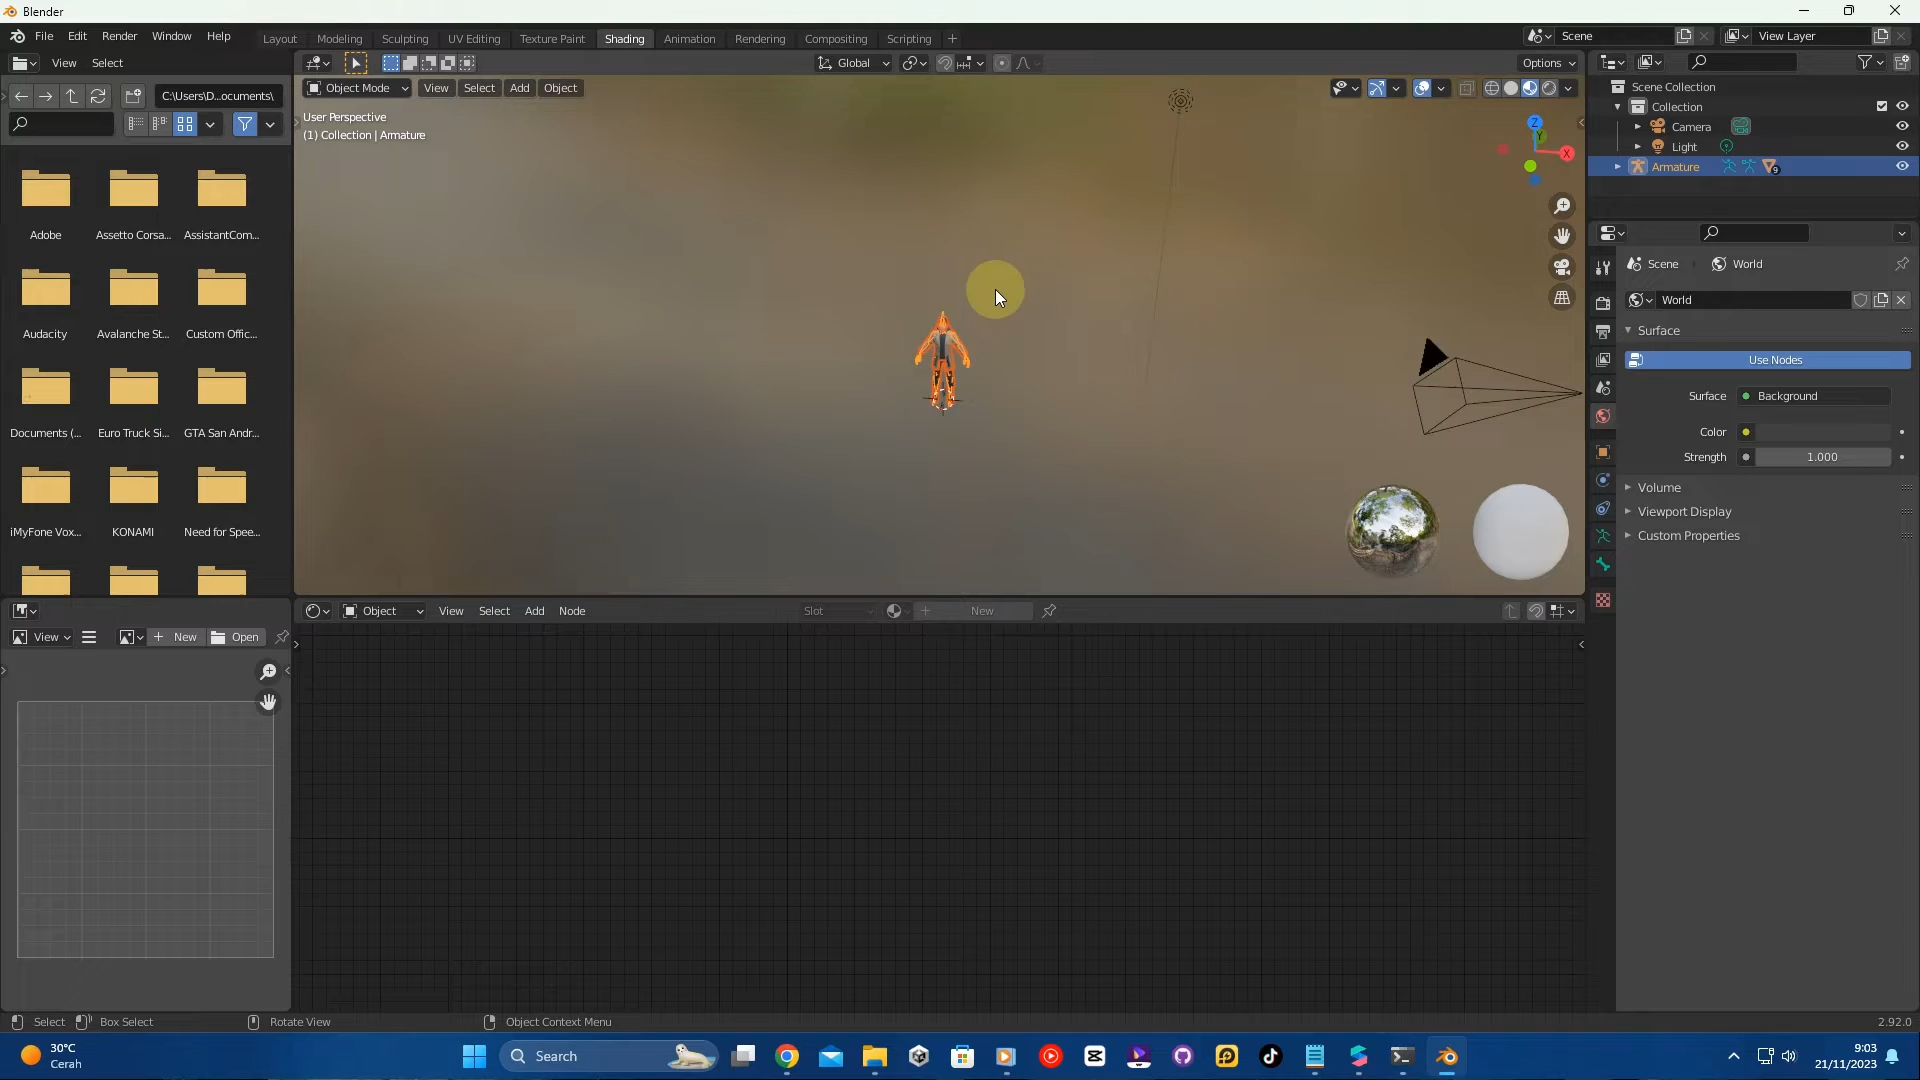 Blender
File Edit Render Window Help
Layout Modeling Sculpting UV Editing Texture Paint Shading Animation Rendering Compositing Scripting +
Scene
View Layer
View Select
Global
Options
C:\Users\D...ocuments\
Object Mode View Select Add Object
User Perspective
(1) Collection | Armature
Z
Y
X
Adobe Assetto Corsa... AssistantCom...
Audacity Avalanche St... Custom Offic...
Documents (... Euro Truck Si... GTA San Andr...
iMyFone Vox... KONAMI Need for Spee...
Scene Collection
Collection
Camera
Light
Armature
9
Scene World
World
Surface
Use Nodes
Surface Background
Color
Strength 1.000
Volume
Viewport Display
Custom Properties
View New Open
Object View Select Add Node Slot New
Select Box Select Rotate View Object Context Menu
2.92.0
30°C
Cerah
Search
9:03
21/11/2023